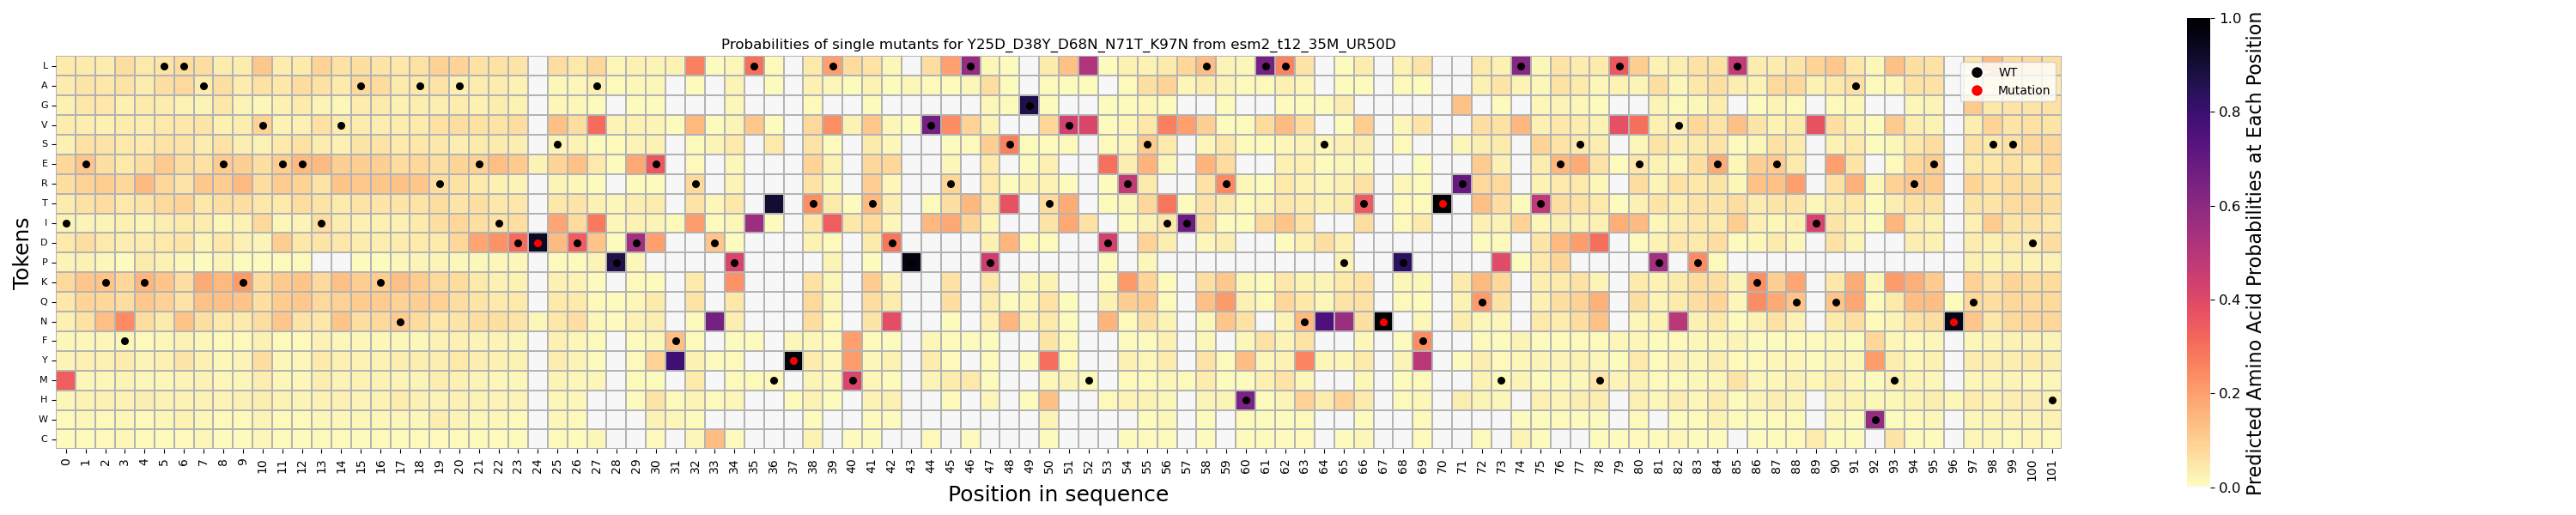 Probabilities of single mutants for Y25D_D38Y_D68N_N71T_K97N from esm2_t12_35M_UR50D
Tokens
L
A
G
V
S
E
R
T
I
D
P
K
Q
N
F
Y
M
H
W
C
0 1 2 3 4 5 6 7 8 9 10 11 12 13 14 15 16 17 18 19 20 21 22 23 24 25 26 27 28 29 30 31 32 33 34 35 36 37 38 39 40 41 42 43 44 45 46 47 48 49 50 51 52 53 54 55 56 57 58 59 60 61 62 63 64 65 66 67 68 69 70 71 72 73 74 75 76 77 78 79 80 81 82 83 84 85 86 87 88 89 90 91 92 93 94 95 96 97 98 99 100 101
Position in sequence
WT
Mutation
1.0
0.8
0.6
0.4
0.2
0.0
Predicted Amino Acid Probabilities at Each Position